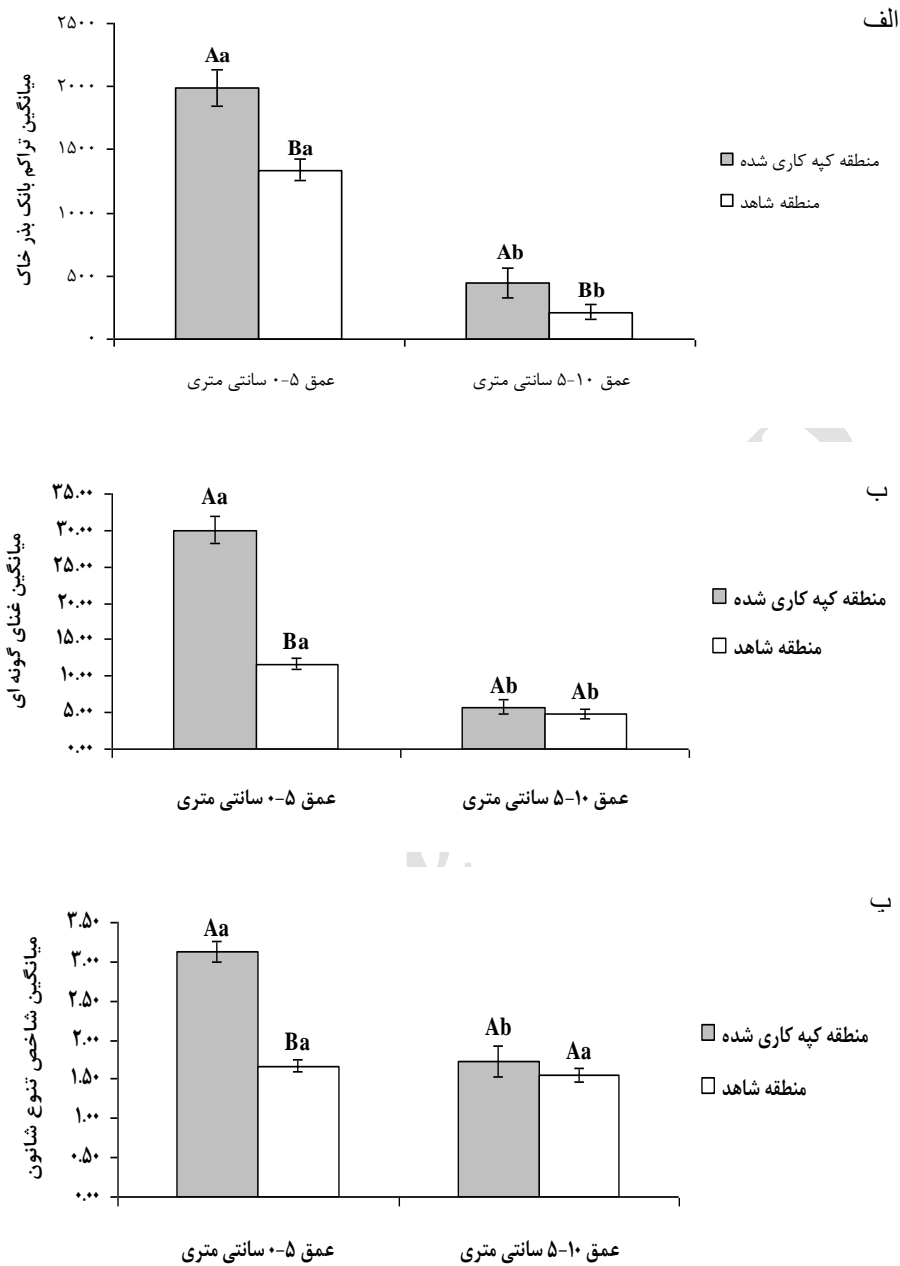 الف
میانگین تراکم بانک بذر خاک
۲۵۰۰
۲۰۰۰
۱۵۰۰
۱۰۰۰
۵۰۰
۰
Aa
Ba
Ab
Bb
عمق ۵-۰ سانتی متری
عمق ۱۰-۵ سانتی متری
منطقه کپه کاری شده
منطقه شاهد
ب
میانگین غنای گونه ای
۳۵.۰۰
۳۰.۰۰
۲۵.۰۰
۲۰.۰۰
۱۵.۰۰
۱۰.۰۰
۵.۰۰
۰.۰۰
Aa
Ba
Ab
Ab
عمق ۵-۰ سانتی متری
عمق ۱۰-۵ سانتی متری
منطقه کپه کاری شده
منطقه شاهد
پ
میانگین شاخص تنوع شانون
۳.۵۰
۳.۰۰
۲.۵۰
۲.۰۰
۱.۵۰
۱.۰۰
۰.۵۰
۰.۰۰
Aa
Ba
Ab
Aa
عمق ۵-۰ سانتی متری
عمق ۱۰-۵ سانتی متری
منطقه کپه کاری شده
منطقه شاهد